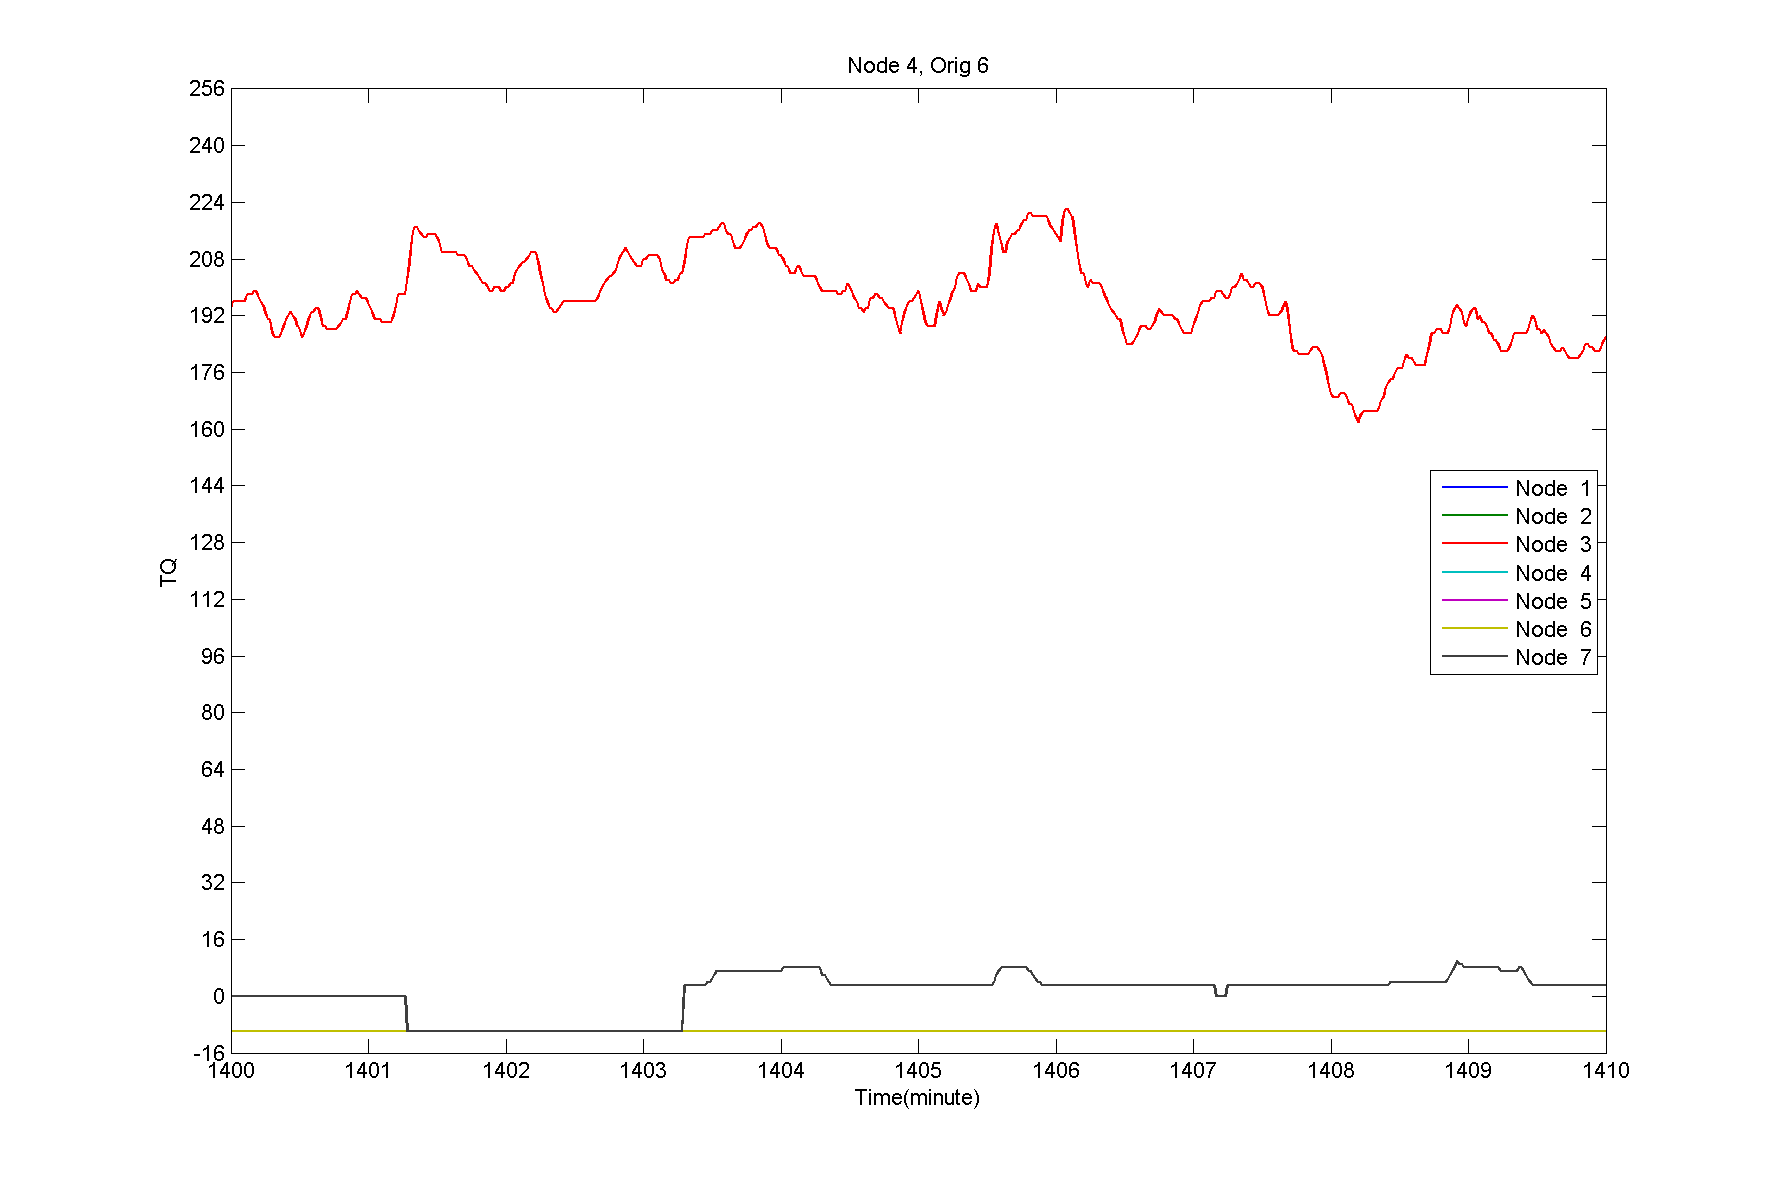 Node 4, Orig 6
256
240
224
208
192
176
160
144
128
112
96
80
64
48
32
16
0
-16
TQ
Node 1
Node 2
Node 3
Node 4
Node 5
Node 6
Node 7
1400 1401 1402 1403 1404 1405 1406 1407 1408 1409 1410
Time(minute)